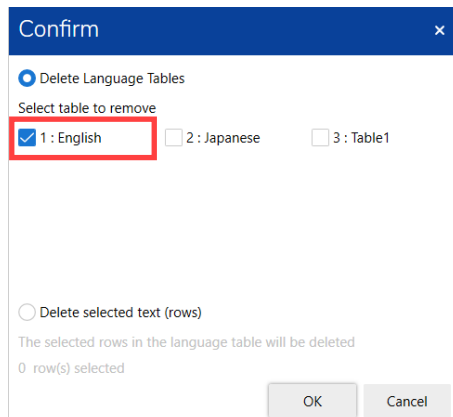 Confirm
Delete Language Tables
Select table to remove
1 : English 2 : Japanese 3 : Table1
Delete selected text (rows)
The selected rows in the language table will be deleted
0 row(s) selected
OK Cancel